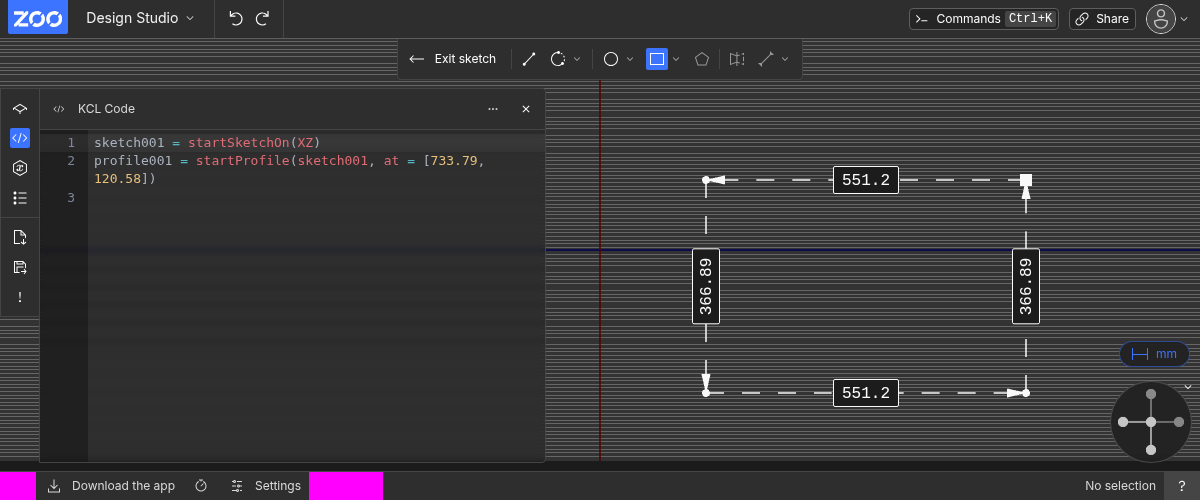 ZOO
Design Studio
Commands Ctrl+K
Share
Exit sketch
KCL Code
1 sketch001 = startSketchOn(XZ)
2 profile001 = startProfile(sketch001, at = [733.79,
120.58])
3
551.2
366.89
366.89
551.2
mm
Download the app
Settings
No selection
?